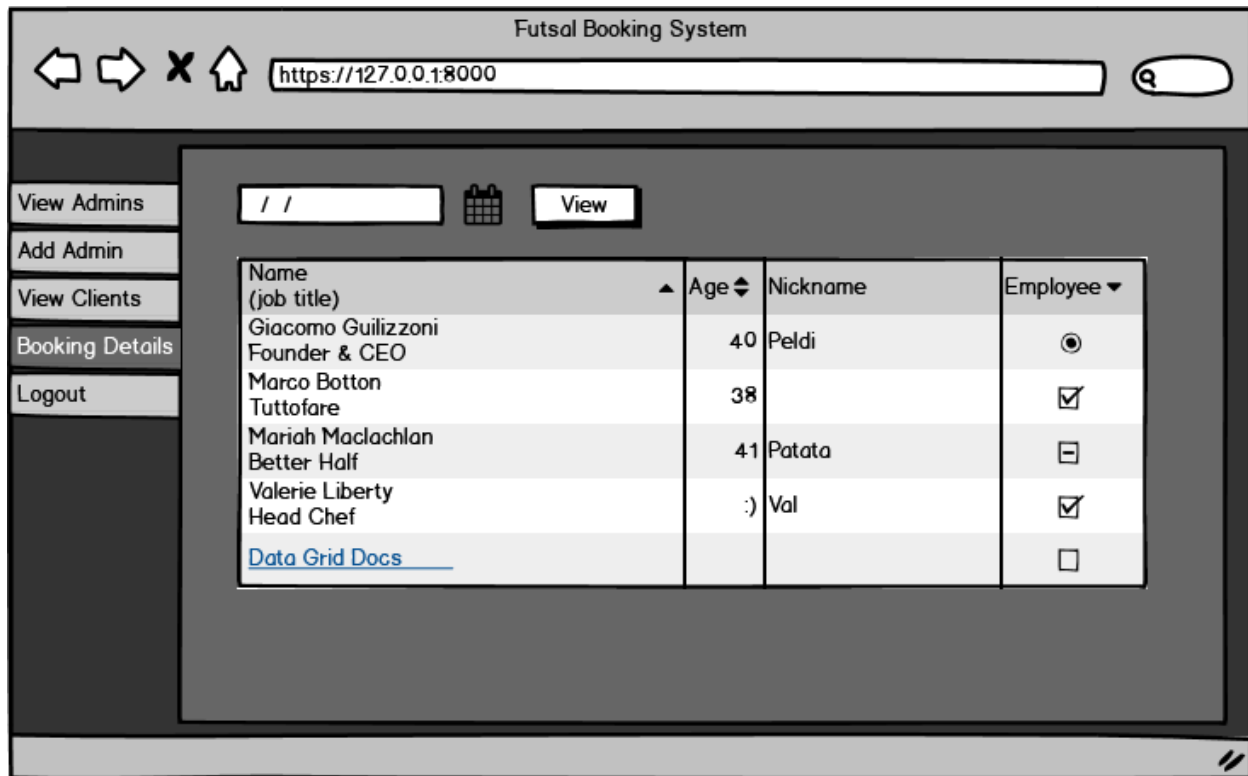 Futsal Booking System
https://127.0.0.1:8000
View Admins
Add Admin
View Clients
Booking Details
Logout
/ /
View
Name
(job title)
Age
Nickname
Employee
Giacomo Guilizzoni
Founder & CEO
40
Peldi
Marco Botton
Tuttofare
38
Mariah Maclachlan
Better Half
41
Patata
Valerie Liberty
Head Chef
:)
Val
Data Grid Docs